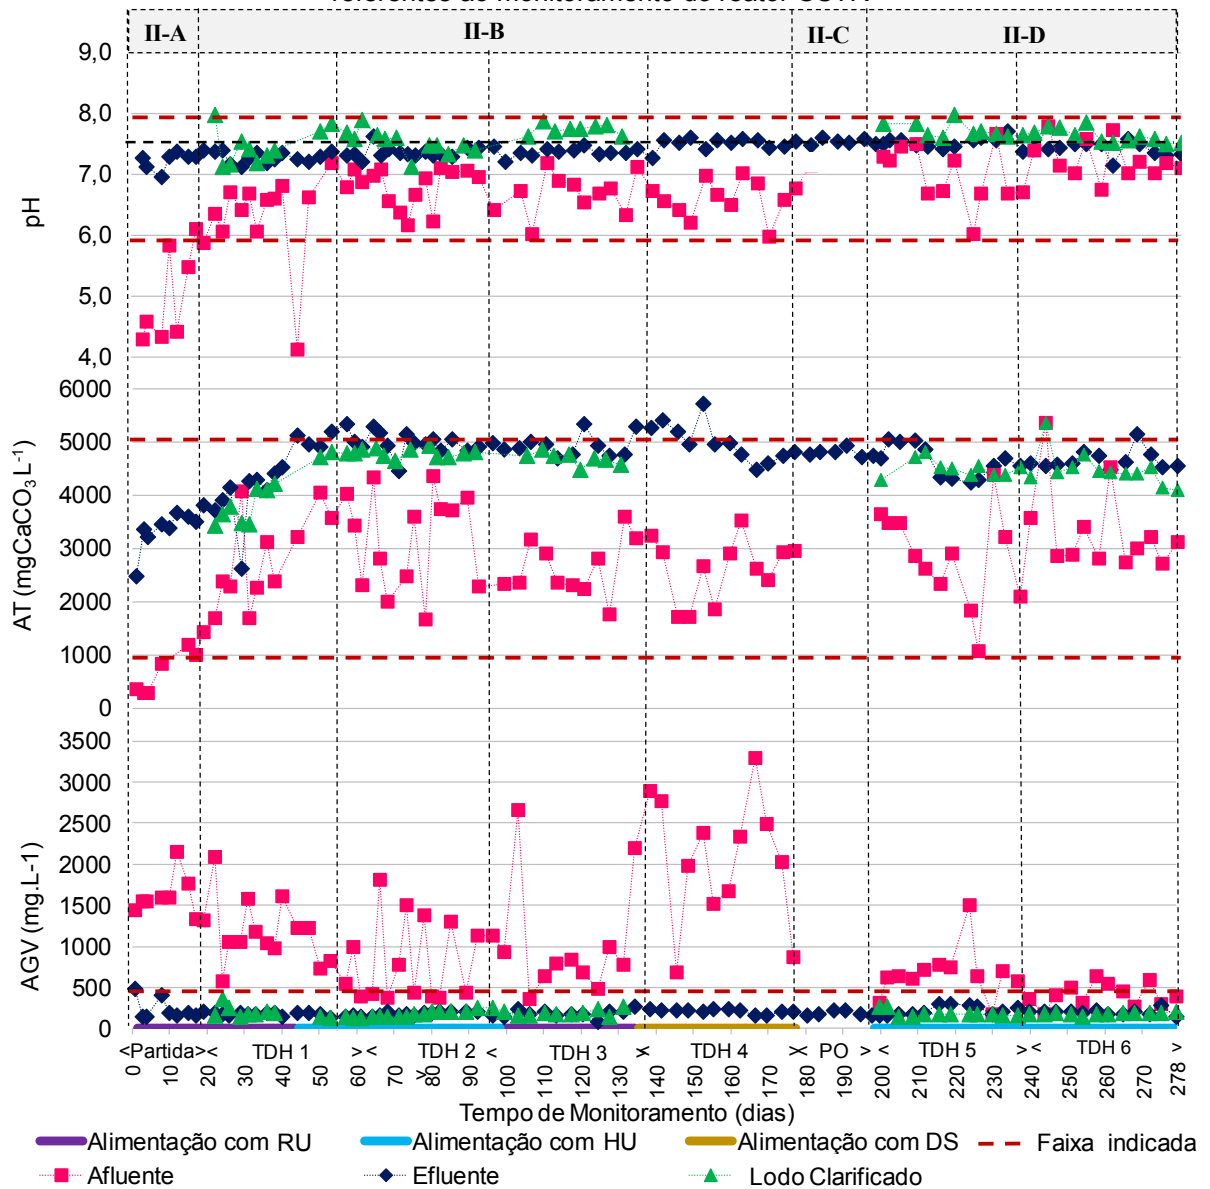 II-A II-B II-C II-D
9,0
8,0
7,0
6,0
5,0
4,0
pH
6000
5000
4000
3000
2000
1000
0
AT (mgCaCO3L-1)
3500
3000
2500
2000
1500
1000
500
0
AGV (mg.L-1)
<Partida>< TDH 1 >< TDH 2 < TDH 3 TDH 4 PO >< TDH 5 >< TDH 6 >
0 10 20 30 40 50 60 70 80 90 100 110 120 130 140 150 160 170 180 190 200 210 220 230 240 250 260 270 278
Tempo de Monitoramento (dias)
Alimentação com RU Alimentação com HU Alimentação com DS Faixa indicada
Afluente Efluente Lodo Clarificado